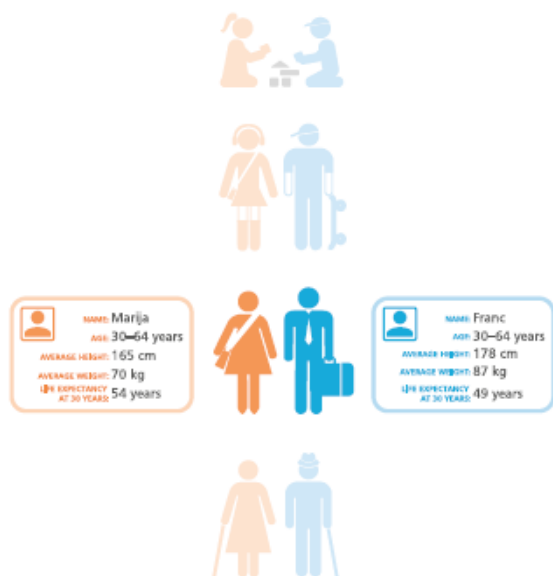 NAME: Marija
AGE: 30–64 years
AVERAGE HEIGHT: 165 cm
AVERAGE WEIGHT: 70 kg
LIFE EXPECTANCY
AT 30 YEARS: 54 years
NAME: Franc
AGE: 30–64 years
AVERAGE HEIGHT: 178 cm
AVERAGE WEIGHT: 87 kg
LIFE EXPECTANCY
AT 30 YEARS: 49 years